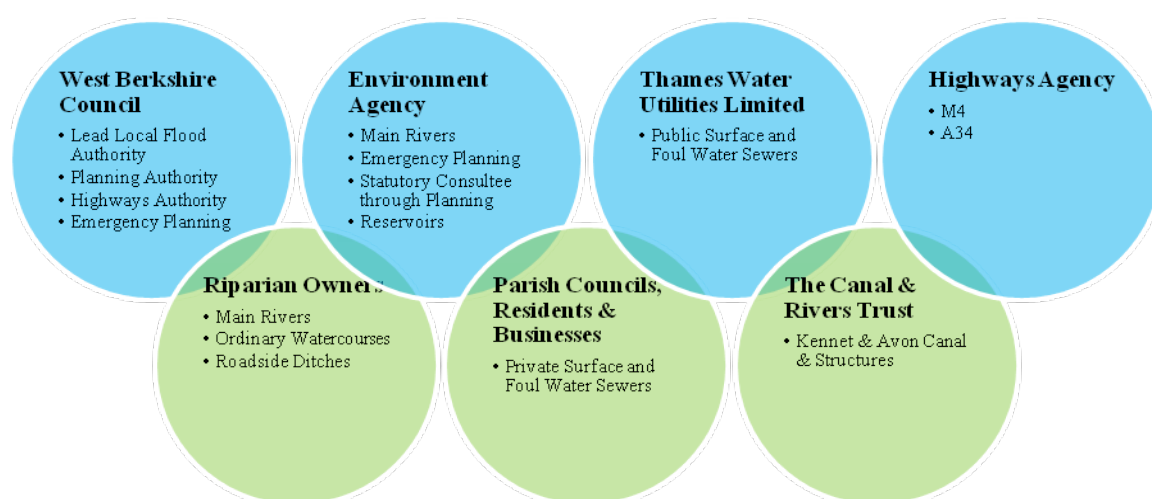 West Berkshire
Council
• Lead Local Flood
Authority
• Planning Authority
• Highways Authority
• Emergency Planning
Environment
Agency
• Main Rivers
• Emergency Planning
• Statutory Consultee
through Planning
• Reservoirs
Thames Water
Utilities Limited
• Public Surface and
Foul Water Sewers
Highways Agency
• M4
• A34
Riparian Owners
• Main Rivers
• Ordinary Watercourses
• Roadside Ditches
Parish Councils,
Residents &
Businesses
• Private Surface and
Foul Water Sewers
The Canal &
Rivers Trust
• Kennet & Avon Canal
& Structures